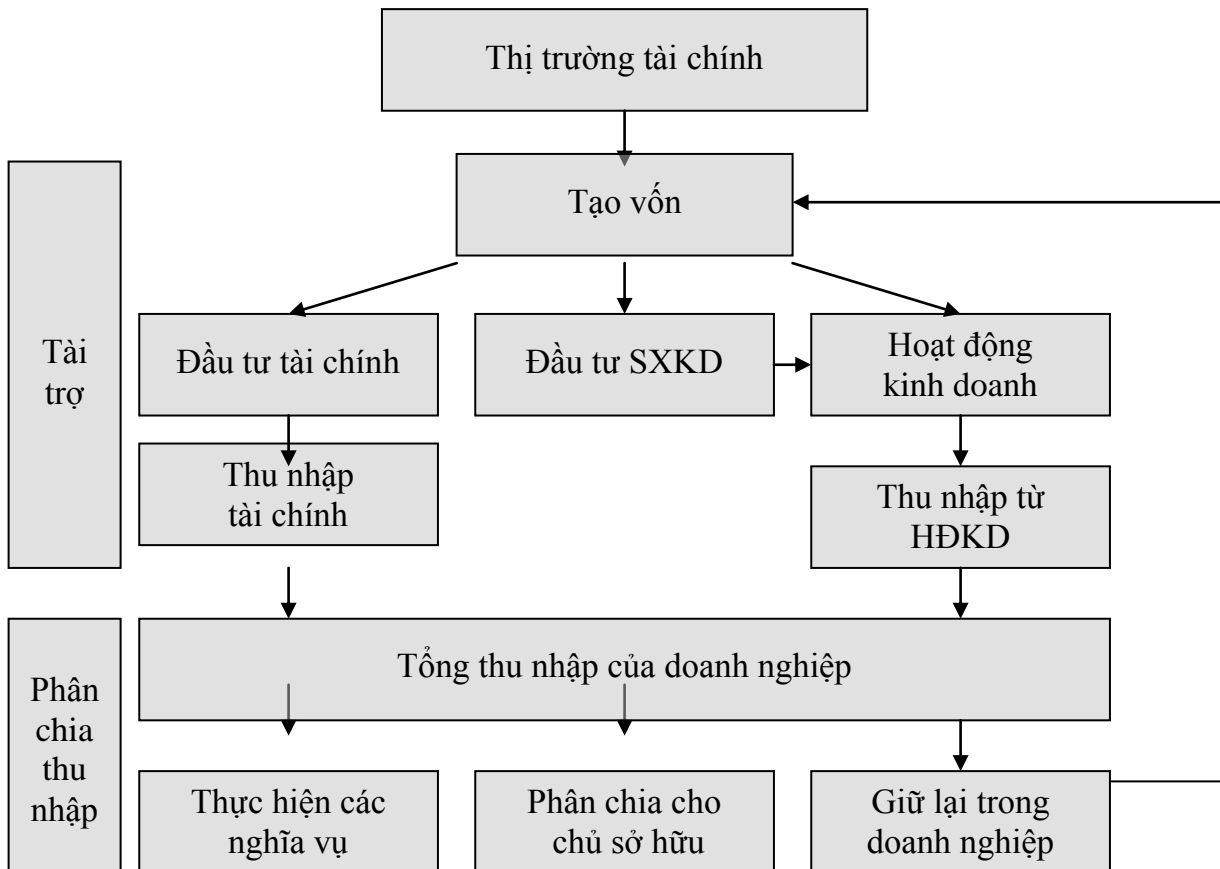 Thị trường tài chính
Tạo vốn
Tài
trợ
Đầu tư tài chính
Đầu tư SXKD
Hoạt động
kinh doanh
Thu nhập
tài chính
Thu nhập từ
HĐKD
Phân
chia
thu
nhập
Tổng thu nhập của doanh nghiệp
Thực hiện các
nghĩa vụ
Phân chia cho
chủ sở hữu
Giữ lại trong
doanh nghiệp